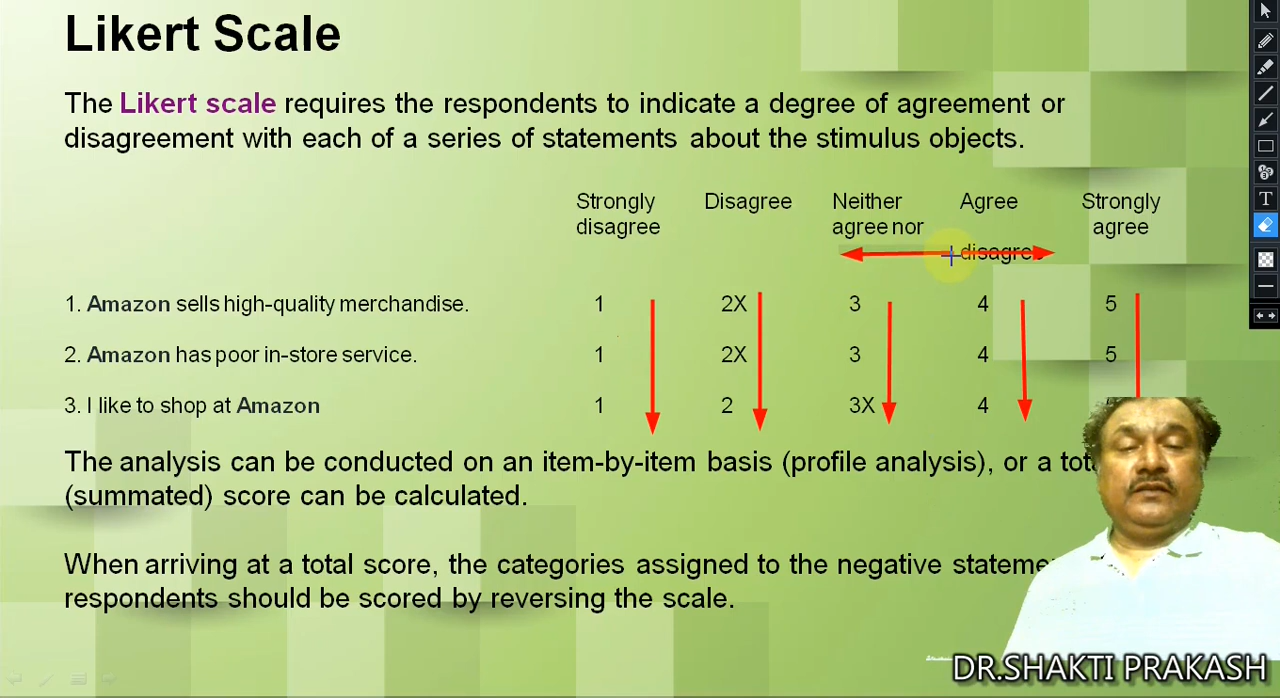 Likert Scale
The Likert scale requires the respondents to indicate a degree of agreement or
disagreement with each of a series of statements about the stimulus objects.
Strongly Disagree Neither Agree Strongly
disagree agree nor agree
disagree
1. Amazon sells high-quality merchandise. 1 2X 3 4 5
2. Amazon has poor in-store service. 1 2X 3 4 5
3. I like to shop at Amazon 1 2 3X 4
The analysis can be conducted on an item-by-item basis (profile analysis), or a
(summated) score can be calculated.
When arriving at a total score, the categories assigned to the negative
respondents should be scored by reversing the scale.
DR.SHAKTI PRAKASH